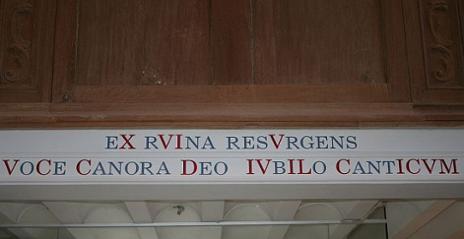 eX rVIna resVrgens
VoCe Canora Deo IVbILo CantICVM